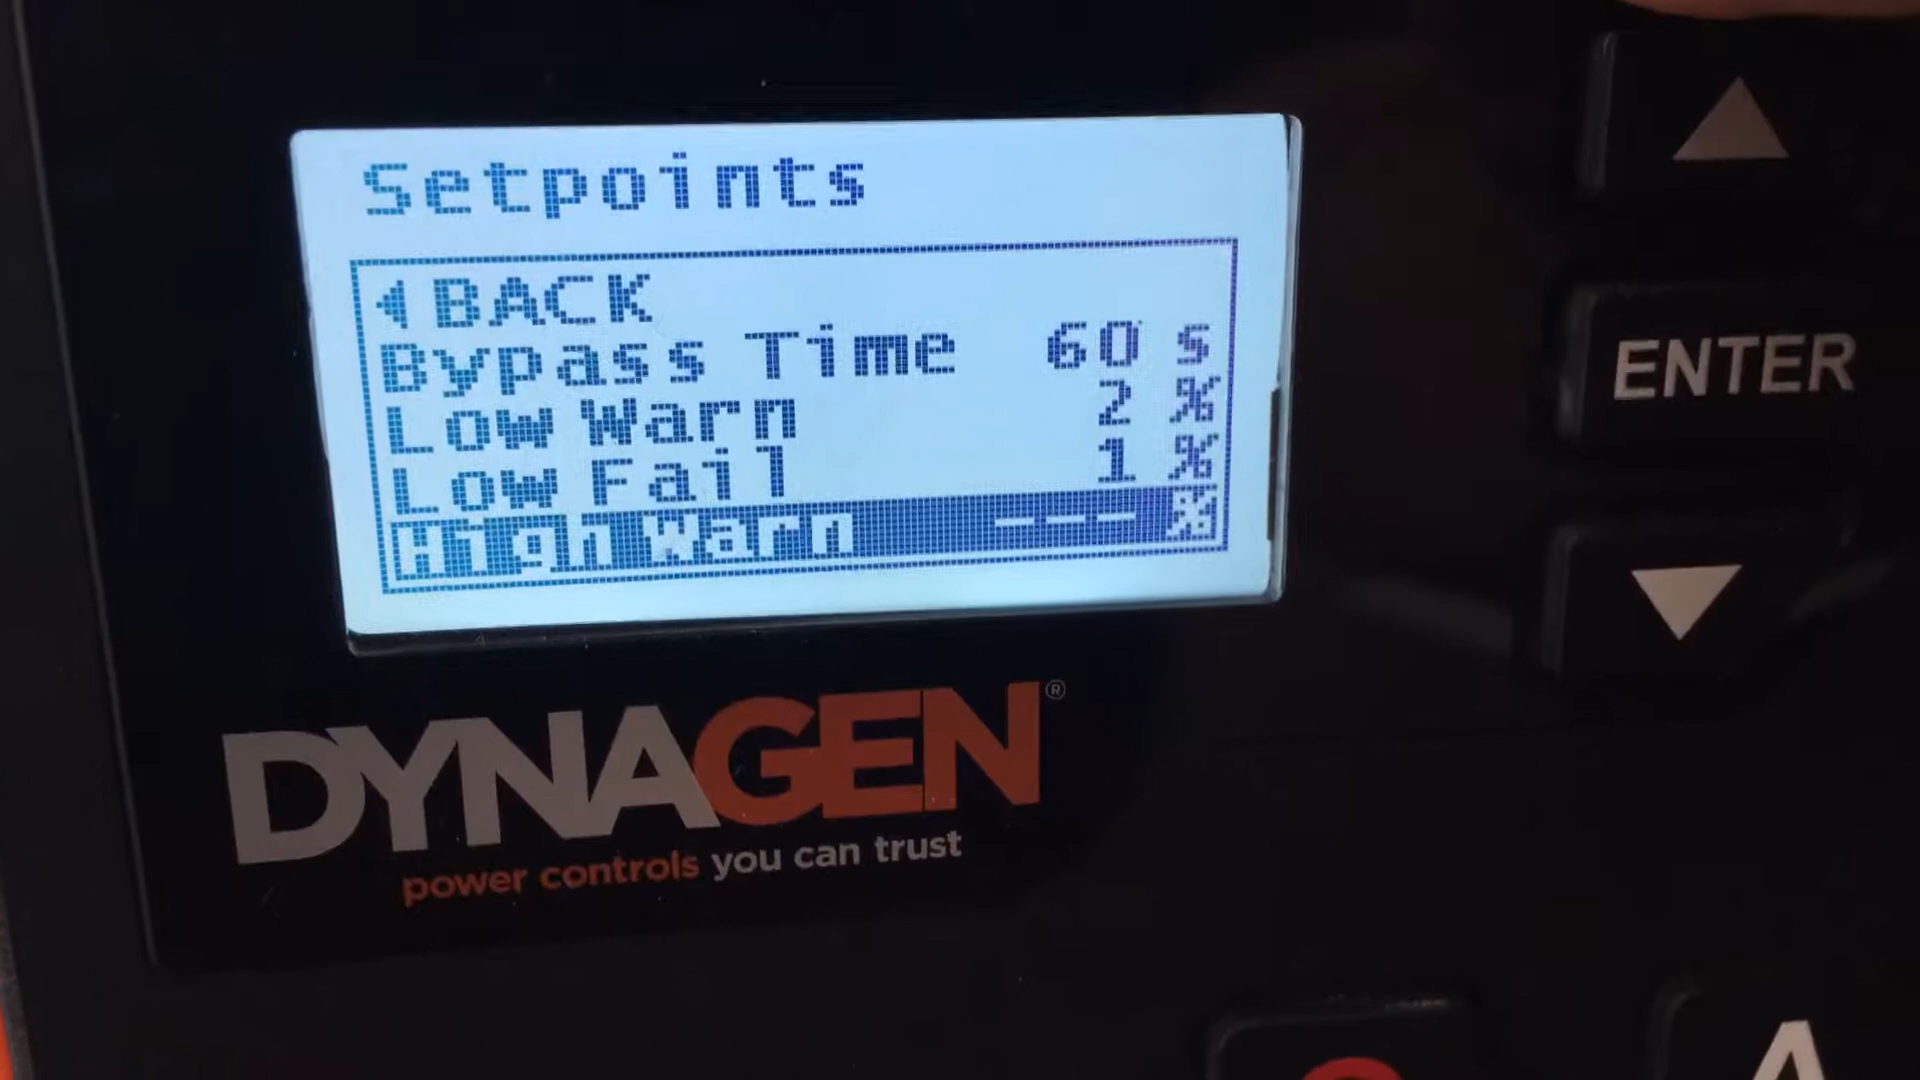 Setpoints
◀BACK
Bypass Time 60 s
Low Warn 2 %
Low Fail 1 %
High Warn --- %
ENTER
DYNAGEN®
power controls you can trust
A